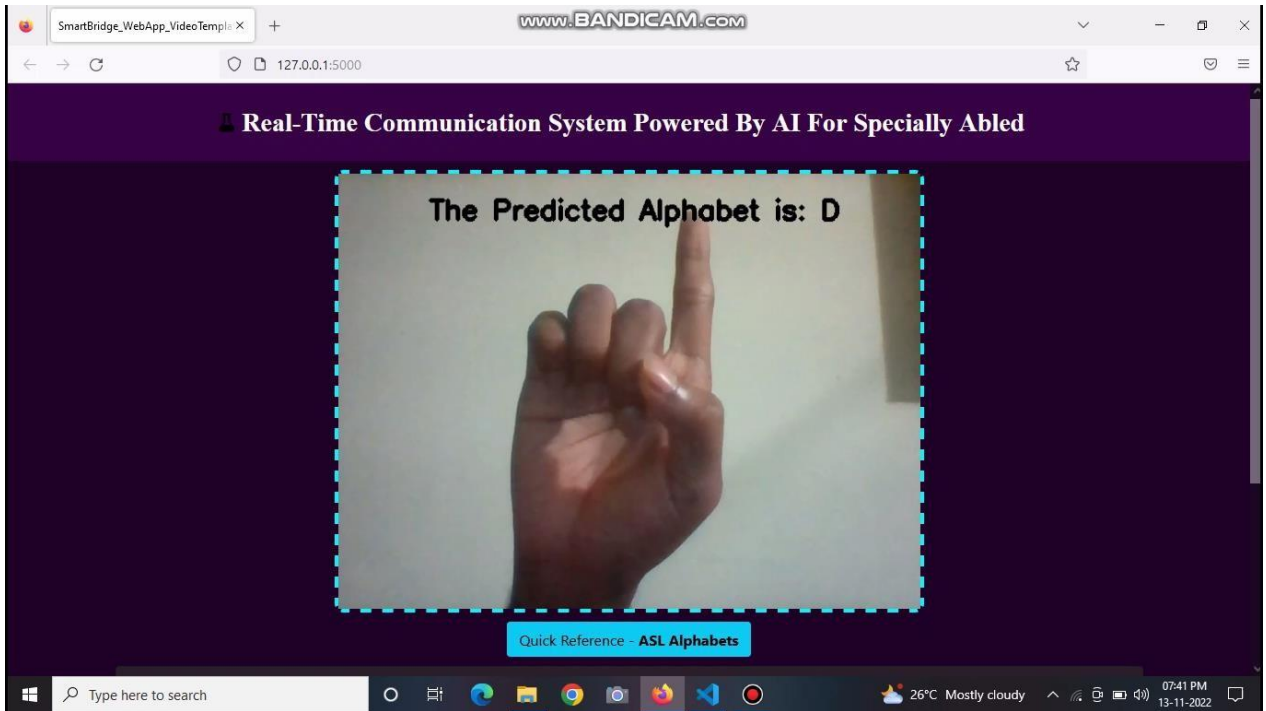 www.BANDICAM.com
SmartBridge_WebApp_VideoTempla
127.0.0.1:5000
Real-Time Communication System Powered By AI For Specially Abled
The Predicted Alphabet is: D
Quick Reference - ASL Alphabets
Type here to search
26°C Mostly cloudy
07:41 PM
13-11-2022